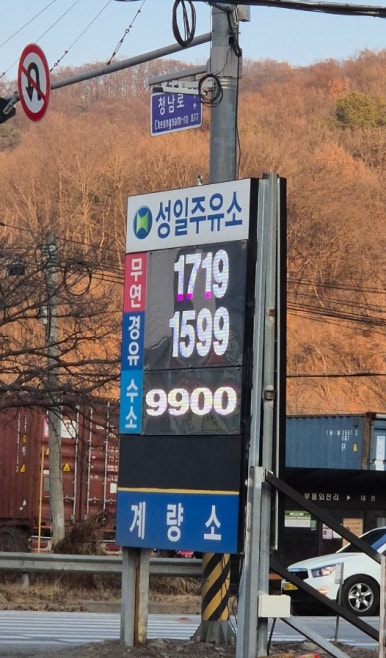 청남로
Cheongnam-ro 877
성일주유소
무연 1719
경유 1599
수소 9900
계량소